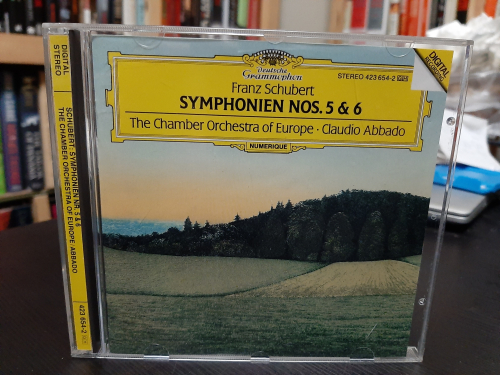 Deutsche
Grammophon
STEREO 423 654-2
Franz Schubert
SYMPHONIEN NOS. 5 & 6
The Chamber Orchestra of Europe · Claudio Abbado
NUMERIQUE
DIGITAL
DIGITAL
STEREO
SCHUBERT: SYMPHONIEN NR. 5 & 6
THE CHAMBER ORCHESTRA OF EUROPE · ABBADO
423 654-2